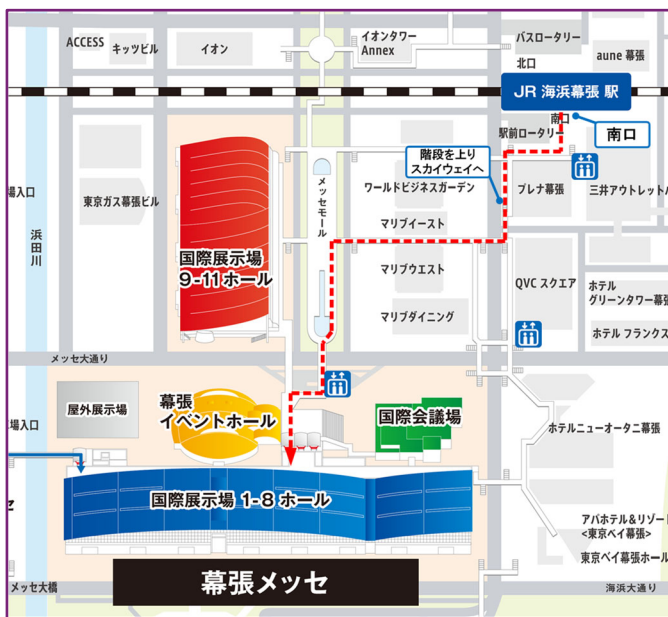 ACCESS
キッツビル
イオン
イオンタワー
Annex
バスロータリー
北口
aune 幕張
JR 海浜幕張 駅
南口
駅前ロータリー
南口
階段を上り
スカイウェイへ
場入口
東京ガス幕張ビル
メッセモール
ワールドビジネスガーデン
プレナ幕張
三井アウトレットパ
浜田川
国際展示場
9-11ホール
マリブイースト
マリブウエスト
QVC スクエア
ホテル
グリーンタワー幕張
マリブダイニング
ホテル フランクス
メッセ大通り
屋外展示場
幕張
イベントホール
国際会議場
場入口
ホテルニューオータニ幕張
国際展示場 1-8 ホール
アパホテル&リゾート
<東京ベイ幕張>
東京ベイ幕張ホール
幕張メッセ
メッセ大橋
海浜大通り